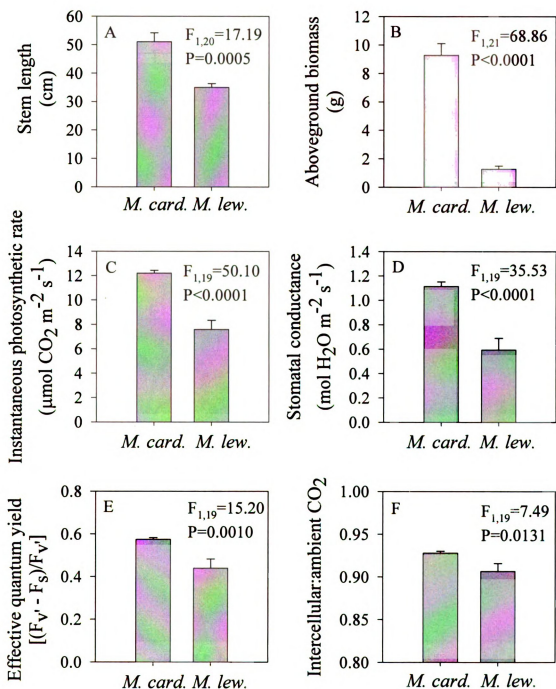 A
Stem length
(cm)
60
50
40
30
20
10
0
F1,20=17.19
P=0.0005
M. card. M. lew.
B
Aboveground biomass
(g)
12
10
8
6
4
2
0
F1,21=68.86
P<0.0001
M. card. M. lew.
C
Instantaneous photosynthetic rate
(μmol CO2 m-2 s-1)
14
12
10
8
6
4
2
0
F1,19=50.10
P<0.0001
M. card. M. lew.
D
Stomatal conductance
(mol H2O m-2 s-1)
1.4
1.2
1.0
0.8
0.6
0.4
0.2
0.0
F1,19=35.53
P<0.0001
M. card. M. lew.
E
Effective quantum yield
[(Fv' - Fs)/Fv']
0.8
0.6
0.4
0.2
0.0
F1,19=15.20
P=0.0010
M. card. M. lew.
F
Intercellular:ambient CO2
1.00
0.95
0.90
0.85
0.80
F1,19=7.49
P=0.0131
M. card. M. lew.